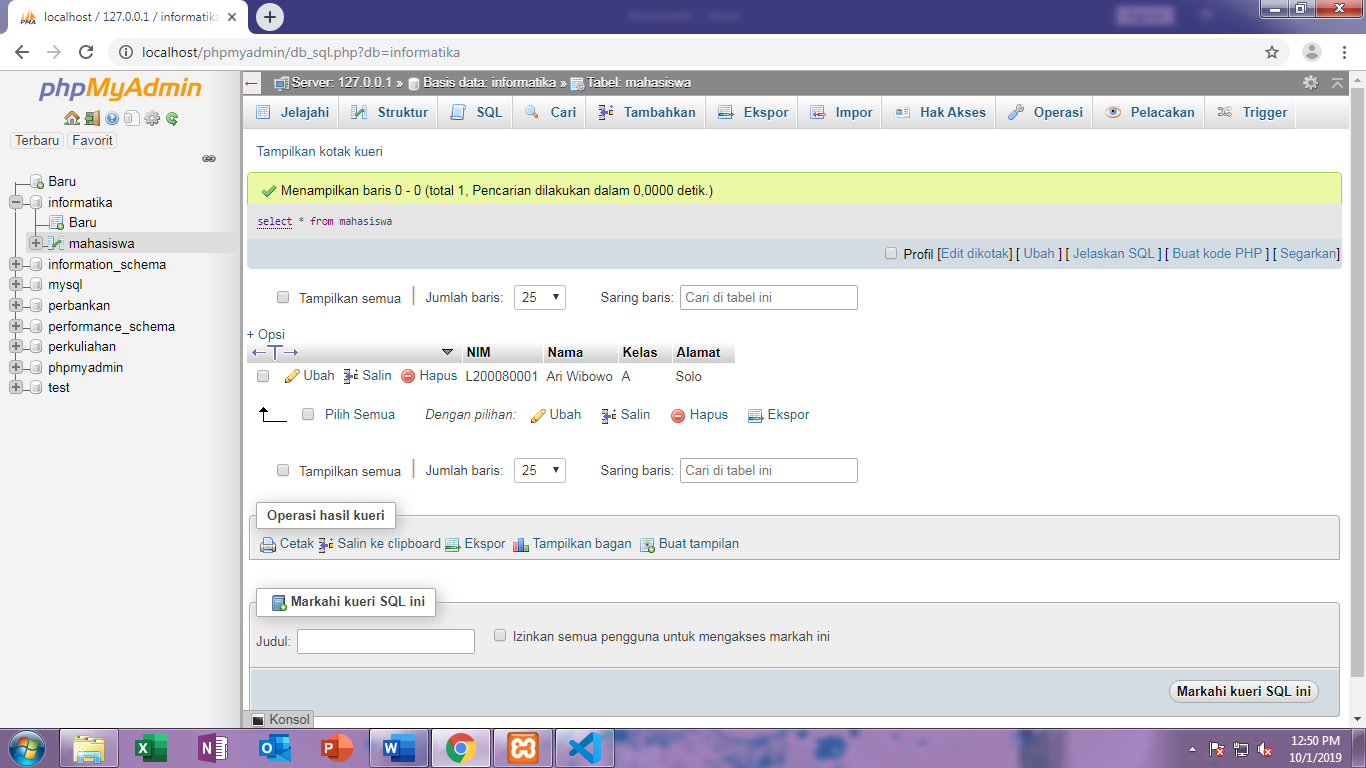 localhost / 127.0.0.1 / informatika
localhost/phpmyadmin/db_sql.php?db=informatika
phpMyAdmin
Terbaru Favorit
Baru
informatika
Baru
mahasiswa
information_schema
mysql
perbankan
performance_schema
perkuliahan
phpmyadmin
test
Server: 127.0.0.1 » Basis data: informatika » Tabel: mahasiswa
Jelajahi Struktur SQL Cari Tambahkan Ekspor Impor Hak Akses Operasi Pelacakan Trigger
Tampilkan kotak kueri
Menampilkan baris 0 - 0 (total 1, Pencarian dilakukan dalam 0,0000 detik.)
select * from mahasiswa
Profil [Edit dikotak] [ Ubah ] [ Jelaskan SQL ] [ Buat kode PHP ] [ Segarkan]
Tampilkan semua | Jumlah baris: 25 Saring baris: Cari di tabel ini
+ Opsi
←T→ NIM Nama Kelas Alamat
Ubah Salin Hapus L200080001 Ari Wibowo A Solo
Pilih Semua Dengan pilihan: Ubah Salin Hapus Ekspor
Tampilkan semua | Jumlah baris: 25 Saring baris: Cari di tabel ini
Operasi hasil kueri
Cetak Salin ke clipboard Ekspor Tampilkan bagan Buat tampilan
Markahi kueri SQL ini
Judul: Izinkan semua pengguna untuk mengakses markah ini
Markahi kueri SQL ini
Konsol
12:50 PM
10/1/2019